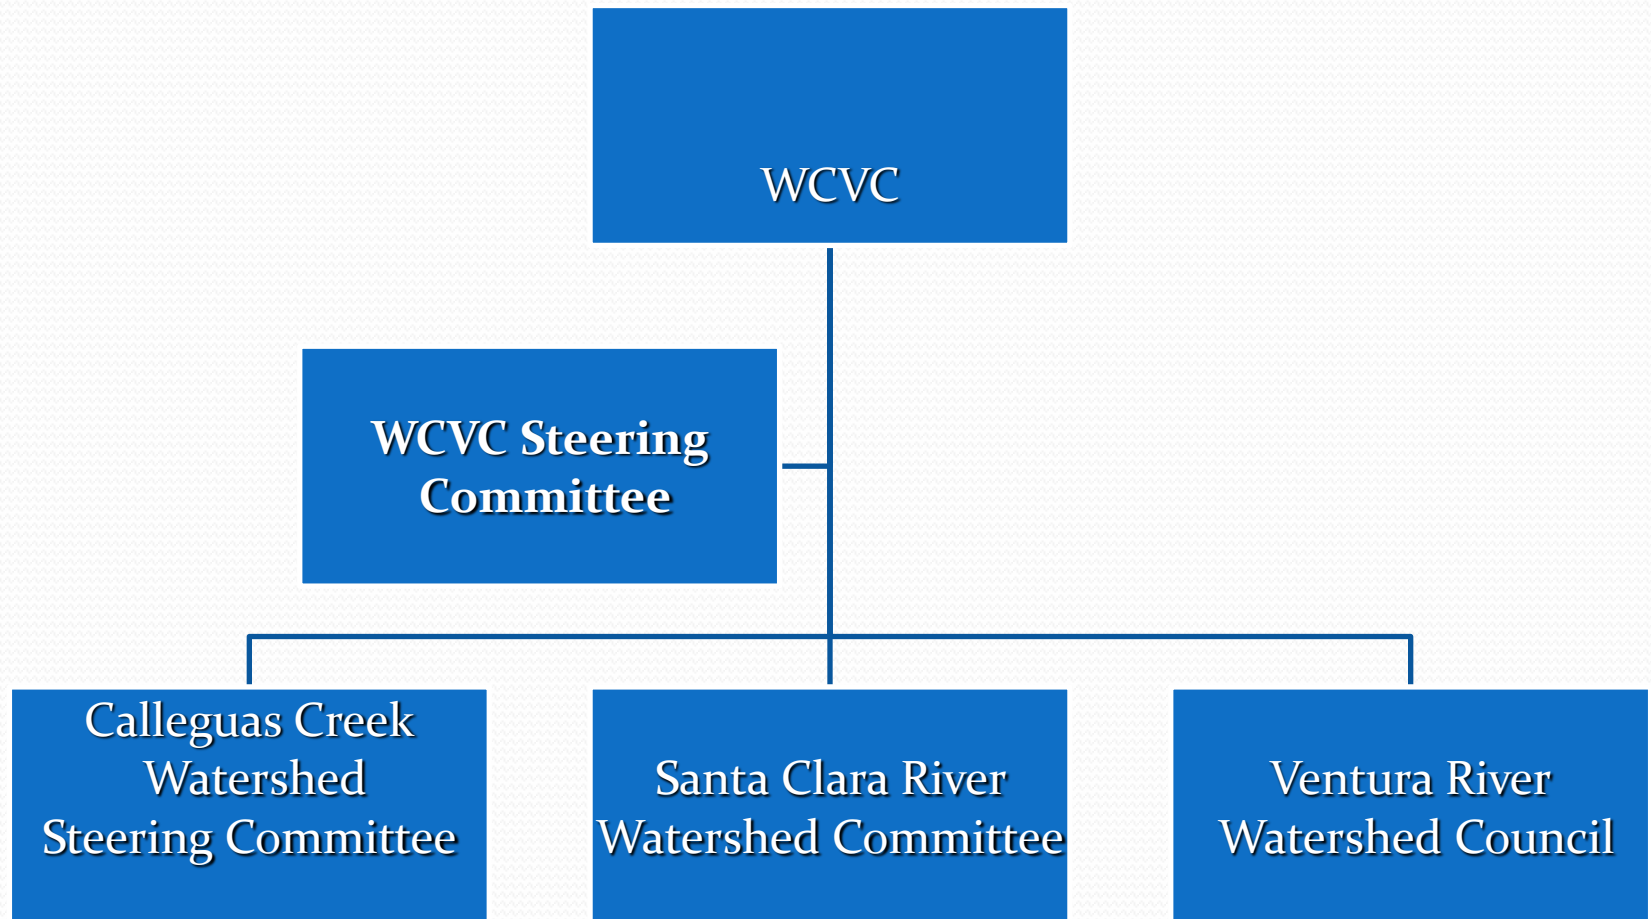 WCVC
WCVC Steering
Committee
Calleguas Creek
Watershed
Steering Committee
Santa Clara River
Watershed Committee
Ventura River
Watershed Council